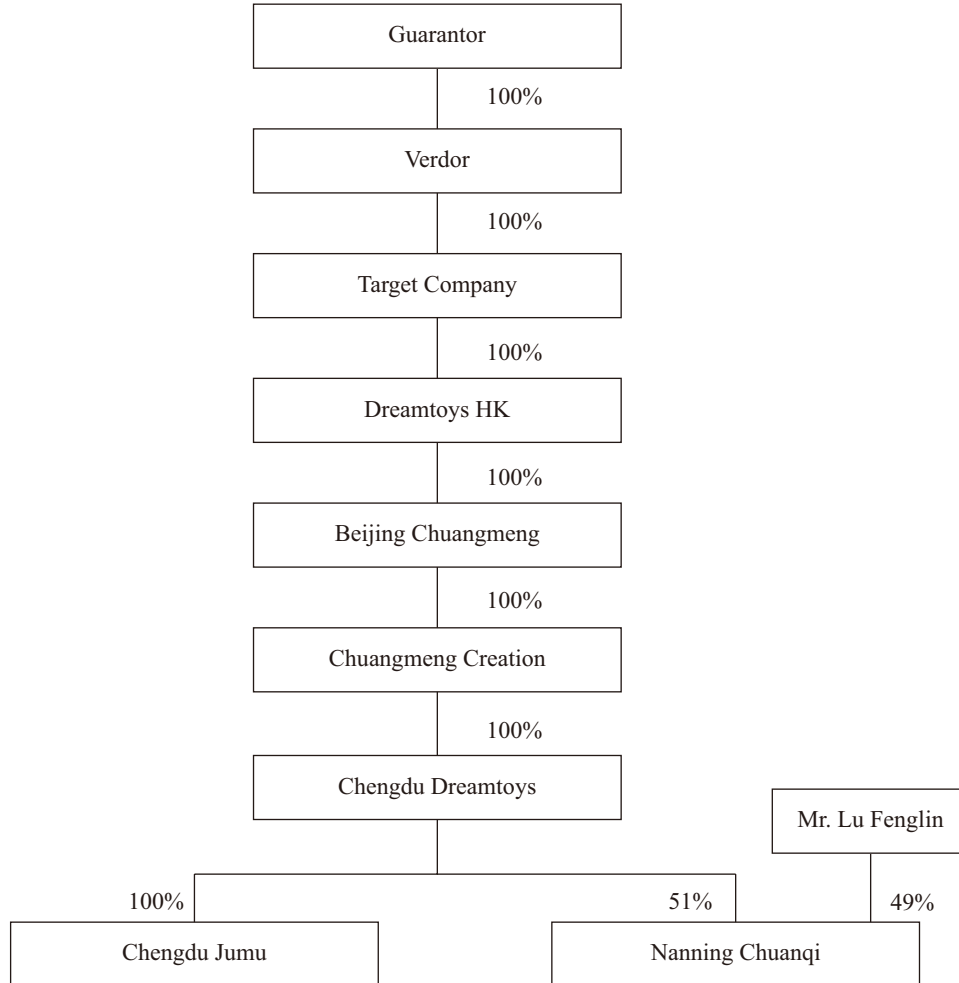 Guarantor
100%
Verdor
100%
Target Company
100%
Dreamtoys HK
100%
Beijing Chuangmeng
100%
Chuangmeng Creation
100%
Chengdu Dreamtoys
Mr. Lu Fenglin
100%
51%
49%
Chengdu Jumu
Nanning Chuanqi